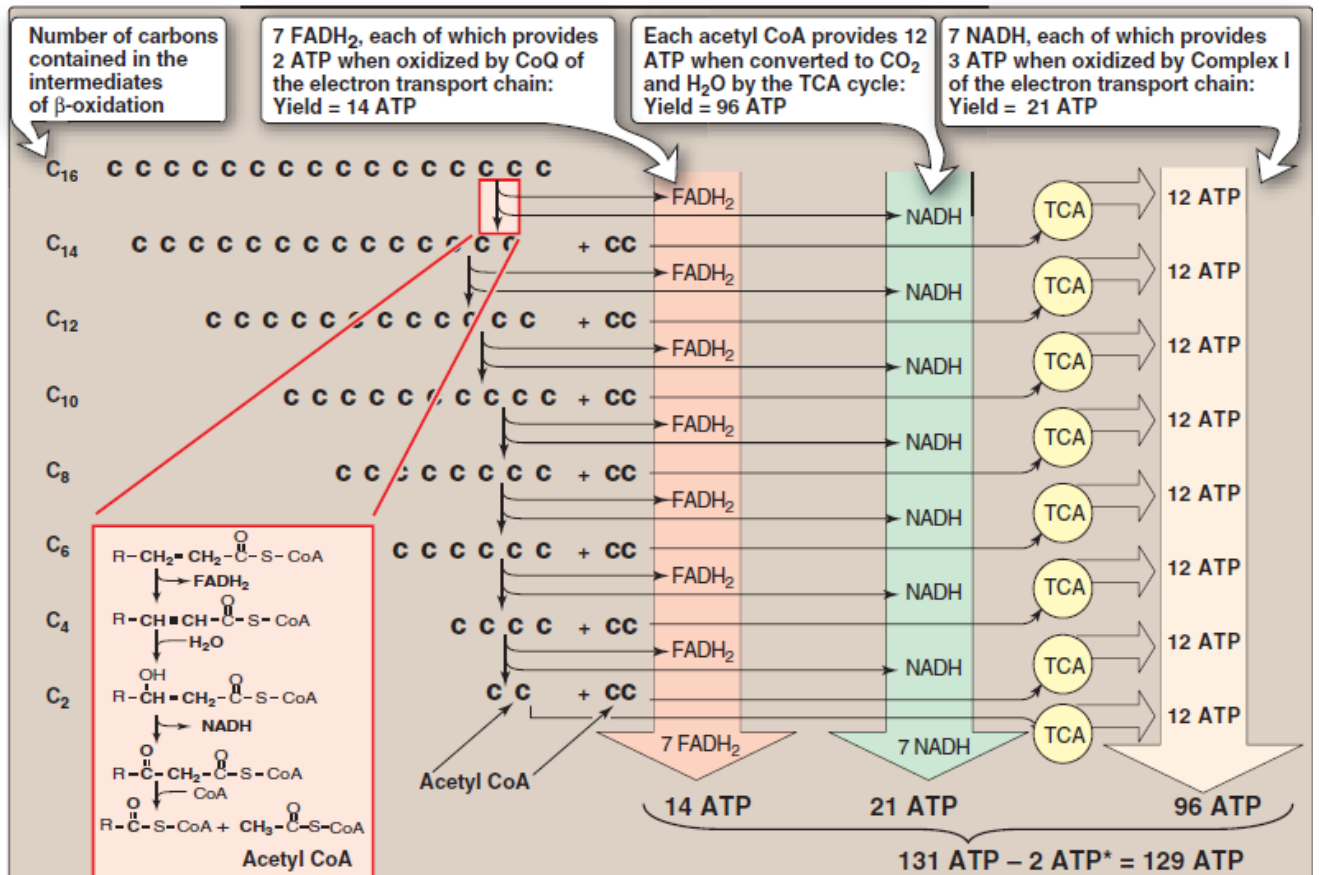 Number of carbons
contained in the
intermediates
of β-oxidation
7 FADH₂, each of which provides
2 ATP when oxidized by CoQ of
the electron transport chain:
Yield = 14 ATP
Each acetyl CoA provides 12
ATP when converted to CO₂
and H₂O by the TCA cycle:
Yield = 96 ATP
7 NADH, each of which provides
3 ATP when oxidized by Complex I
of the electron transport chain:
Yield = 21 ATP
C₁₆ C C C C C C C C C C C C C C C C
FADH₂ NADH TCA 12 ATP
C₁₄ C C C C C C C C C C C C C C + CC
FADH₂ NADH TCA 12 ATP
C₁₂ C C C C C C C C C C C C + CC
FADH₂ NADH TCA 12 ATP
C₁₀ C C C C C C C C C C + CC
FADH₂ NADH TCA 12 ATP
C₈ C C C C C C C C + CC
FADH₂ NADH TCA 12 ATP
C₆ C C C C C C + CC
FADH₂ NADH TCA 12 ATP
C₄ C C C C + CC
FADH₂ NADH TCA 12 ATP
C₂ C C + CC
TCA 12 ATP
7 FADH₂ 7 NADH
Acetyl CoA
14 ATP 21 ATP 96 ATP
131 ATP – 2 ATP* = 129 ATP
O
R–CH₂=CH₂–C–S–CoA
FADH₂
O
R–CH=CH–C–S–CoA
H₂O
OH O
R–CH=CH₂–C–S–CoA
NADH
O O
R–C–CH₂–C–S–CoA
CoA
O O
R–C–S–CoA + CH₃–C–S–CoA
Acetyl CoA